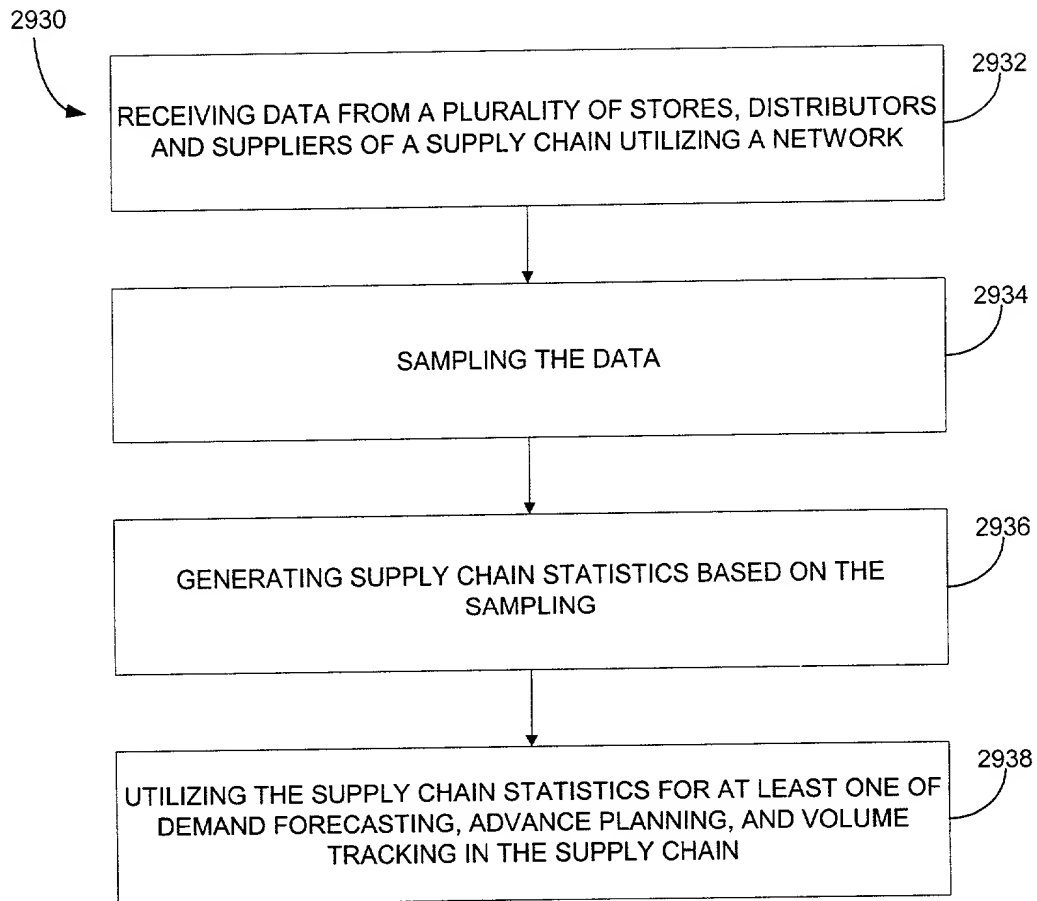 2930
2932
RECEIVING DATA FROM A PLURALITY OF STORES, DISTRIBUTORS
AND SUPPLIERS OF A SUPPLY CHAIN UTILIZING A NETWORK
2934
SAMPLING THE DATA
2936
GENERATING SUPPLY CHAIN STATISTICS BASED ON THE
SAMPLING
2938
UTILIZING THE SUPPLY CHAIN STATISTICS FOR AT LEAST ONE OF
DEMAND FORECASTING, ADVANCE PLANNING, AND VOLUME
TRACKING IN THE SUPPLY CHAIN